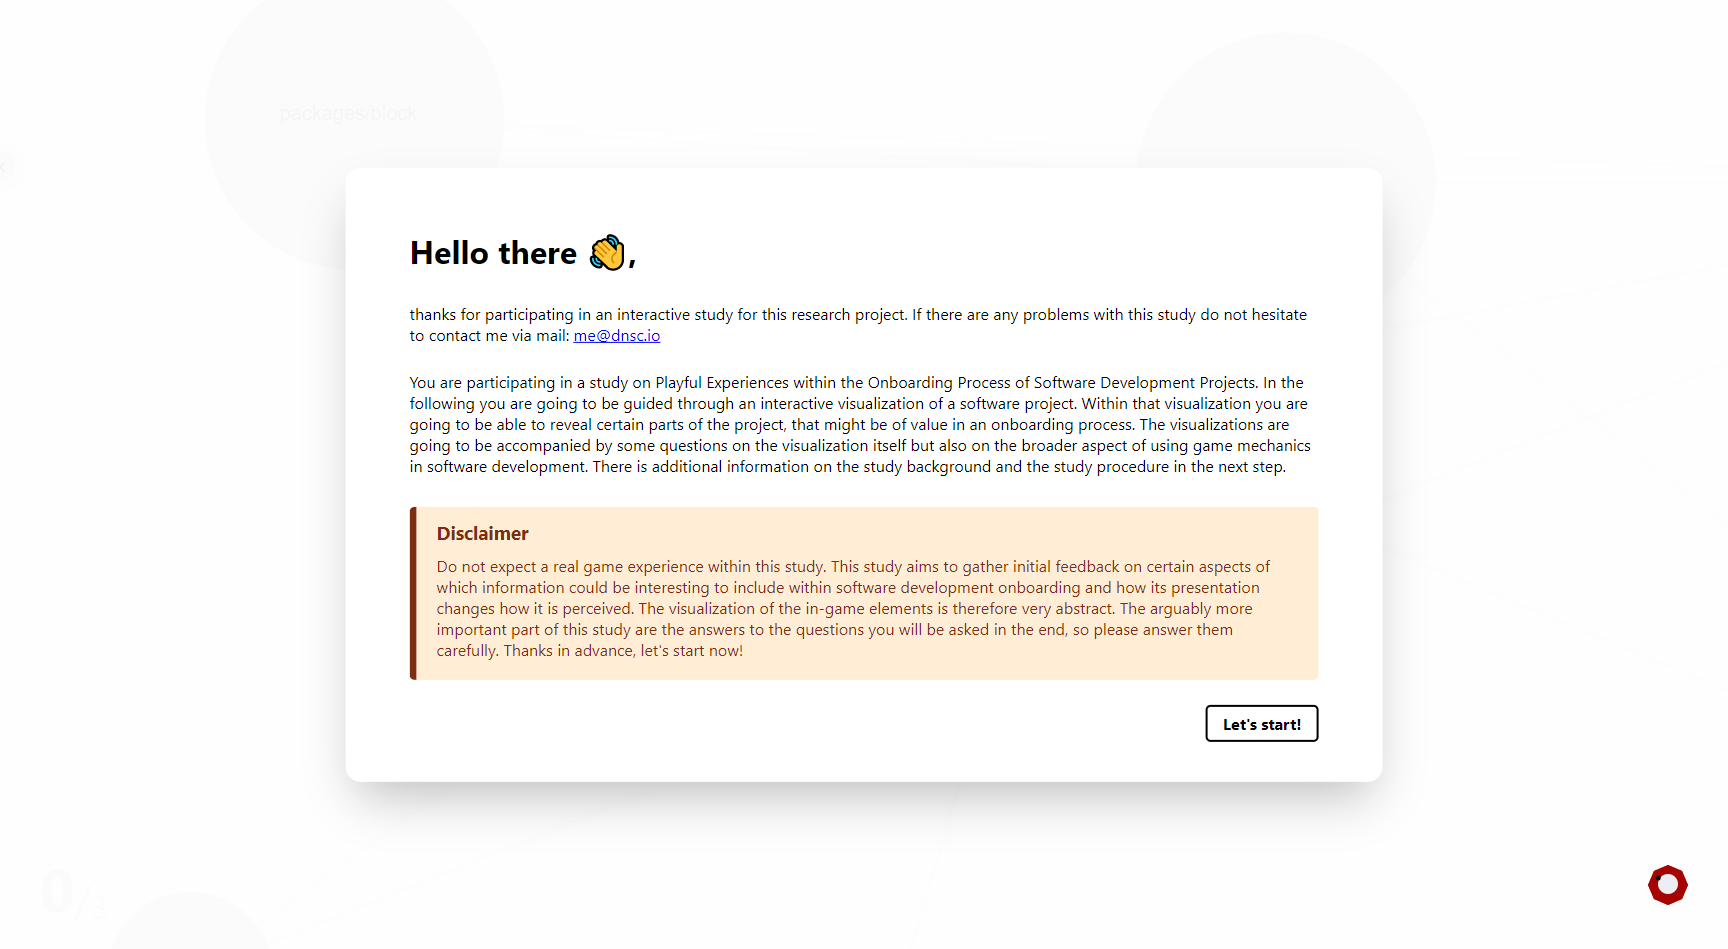 packages/block
Hello there 👋,
thanks for participating in an interactive study for this research project. If there are any problems with this study do not hesitate
to contact me via mail: me@dnsc.io
You are participating in a study on Playful Experiences within the Onboarding Process of Software Development Projects. In the
following you are going to be guided through an interactive visualization of a software project. Within that visualization you are
going to be able to reveal certain parts of the project, that might be of value in an onboarding process. The visualizations are
going to be accompanied by some questions on the visualization itself but also on the broader aspect of using game mechanics
in software development. There is additional information on the study background and the study procedure in the next step.
Disclaimer
Do not expect a real game experience within this study. This study aims to gather initial feedback on certain aspects of
which information could be interesting to include within software development onboarding and how its presentation
changes how it is perceived. The visualization of the in-game elements is therefore very abstract. The arguably more
important part of this study are the answers to the questions you will be asked in the end, so please answer them
carefully. Thanks in advance, let's start now!
Let's start!
0/3